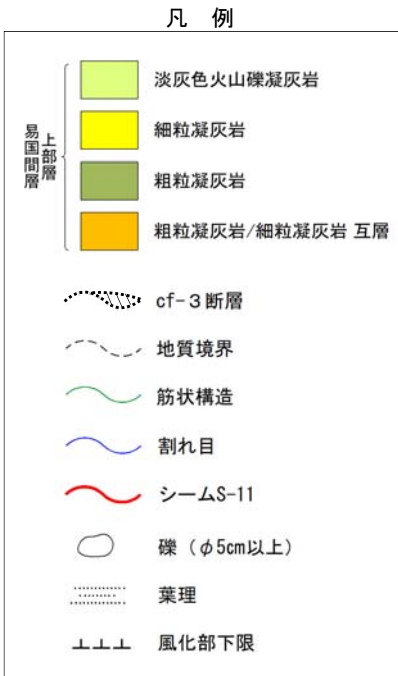 凡 例
易国間層
上部層
淡灰色火山礫凝灰岩
細粒凝灰岩
粗粒凝灰岩
粗粒凝灰岩/細粒凝灰岩 互層
cf-3断層
地質境界
筋状構造
割れ目
シームS-11
礫（φ5cm以上）
葉理
風化部下限